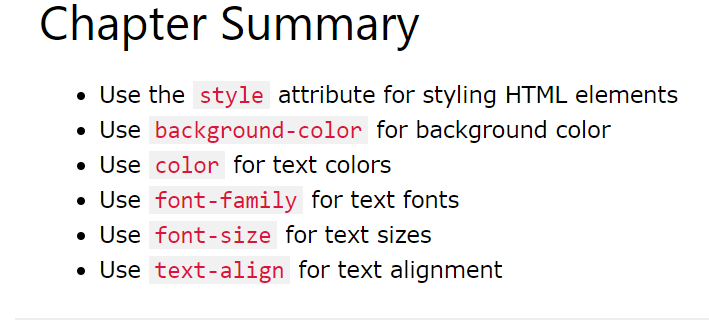 Chapter Summary
• Use the style attribute for styling HTML elements
• Use background-color for background color
• Use color for text colors
• Use font-family for text fonts
• Use font-size for text sizes
• Use text-align for text alignment